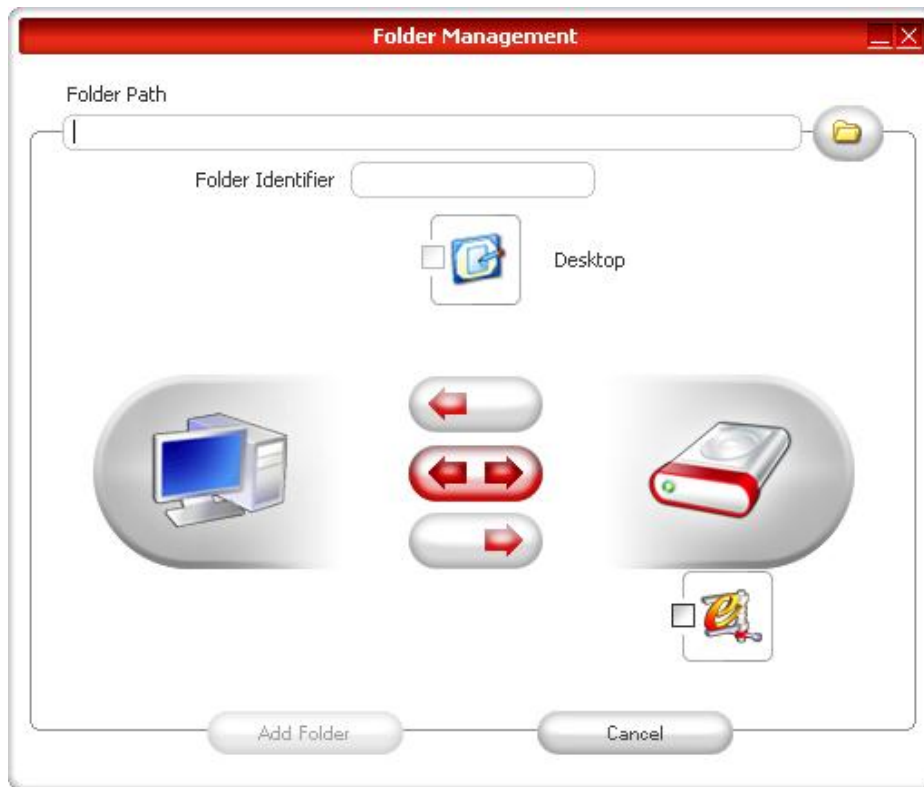 Folder Management
Folder Path
Folder Identifier
Desktop
Add Folder
Cancel